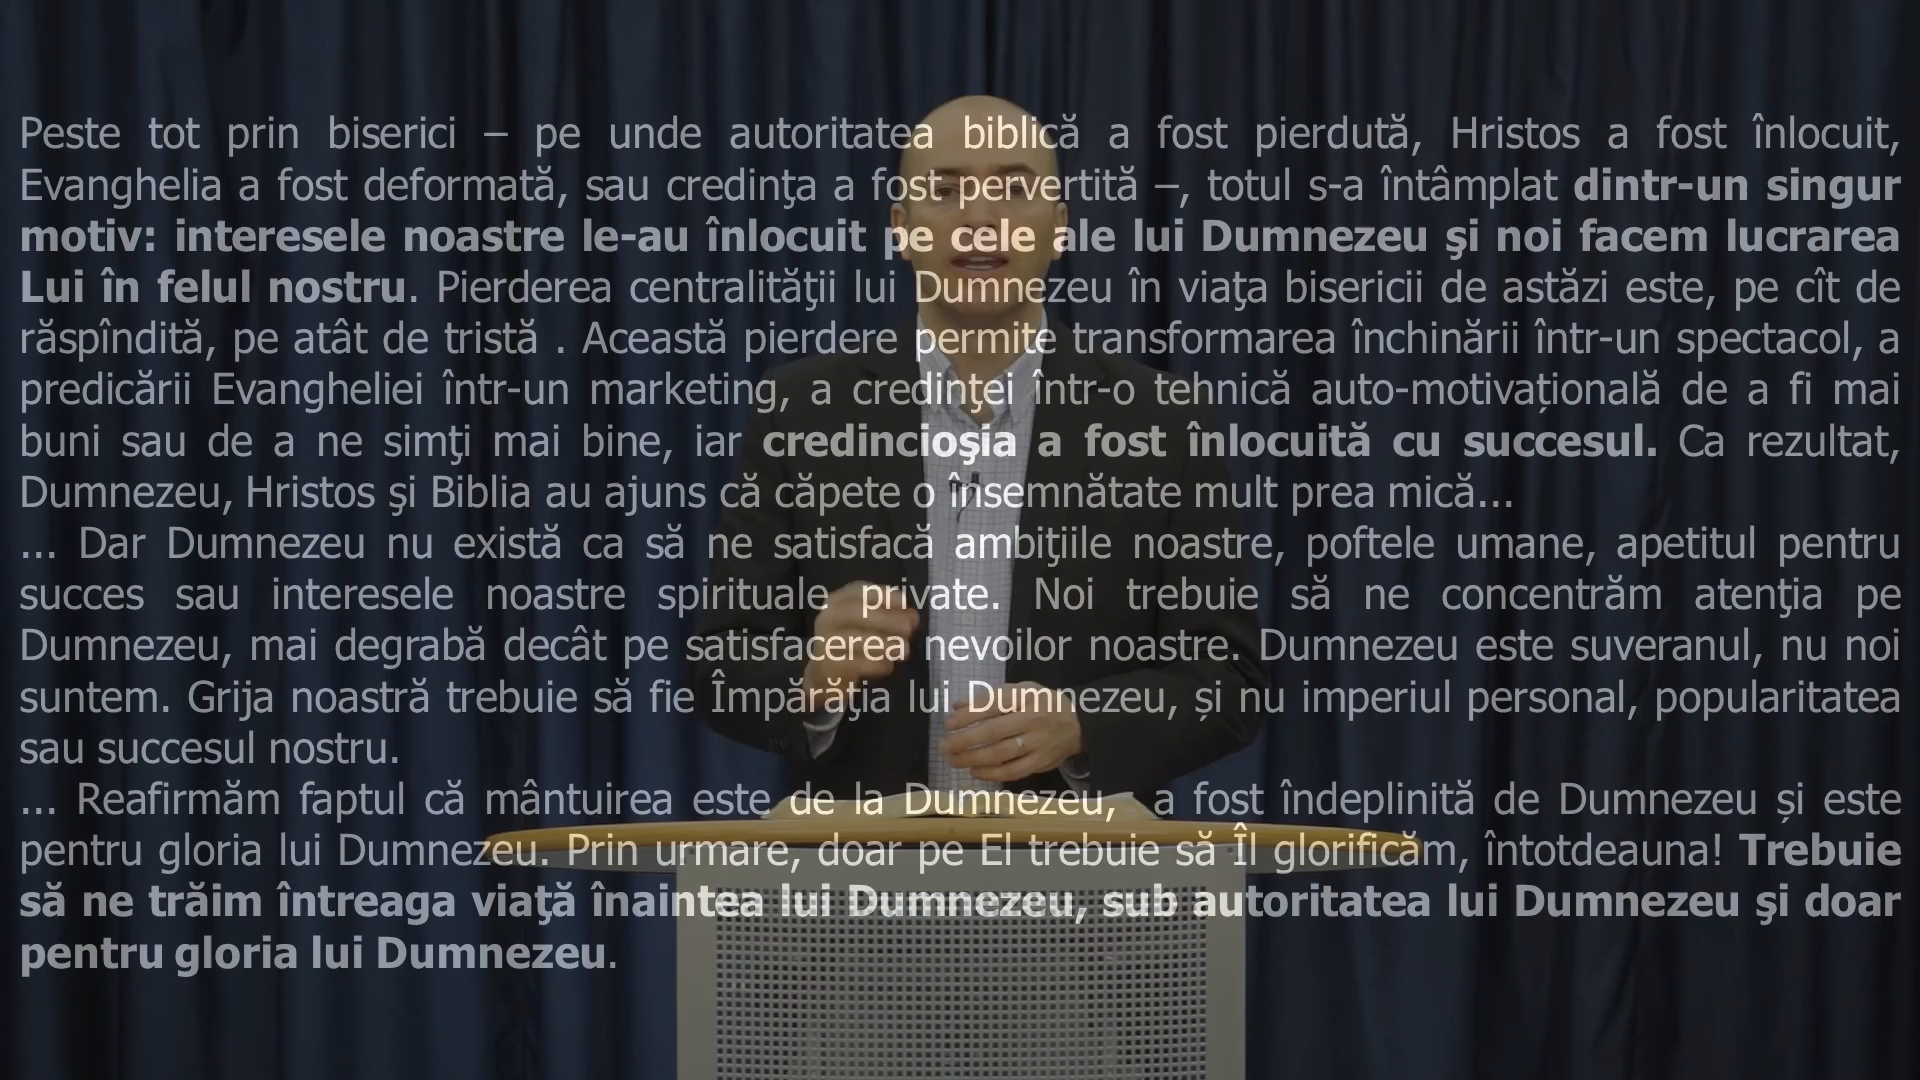 Peste tot prin biserici – pe unde autoritatea biblică a fost pierdută, Hristos a fost înlocuit,
Evanghelia a fost deformată, sau credinţa a fost pervertită –, totul s-a întâmplat dintr-un singur
motiv: interesele noastre le-au înlocuit pe cele ale lui Dumnezeu şi noi facem lucrarea
Lui în felul nostru. Pierderea centralităţii lui Dumnezeu în viaţa bisericii de astăzi este, pe cît de
răspîndită, pe atât de tristă . Această pierdere permite transformarea închinării într-un spectacol, a
predicării Evangheliei într-un marketing, a credinţei într-o tehnică auto-motivațională de a fi mai
buni sau de a ne simţi mai bine, iar credincioşia a fost înlocuită cu succesul. Ca rezultat,
Dumnezeu, Hristos şi Biblia au ajuns că căpete o însemnătate mult prea mică...
... Dar Dumnezeu nu există ca să ne satisfacă ambiţiile noastre, poftele umane, apetitul pentru
succes sau interesele noastre spirituale private. Noi trebuie să ne concentrăm atenţia pe
Dumnezeu, mai degrabă decât pe satisfacerea nevoilor noastre. Dumnezeu este suveranul, nu noi
suntem. Grija noastră trebuie să fie Împărăţia lui Dumnezeu, și nu imperiul personal, popularitatea
sau succesul nostru.
... Reafirmăm faptul că mântuirea este de la Dumnezeu, a fost îndeplinită de Dumnezeu și este
pentru gloria lui Dumnezeu. Prin urmare, doar pe El trebuie să Îl glorificăm, întotdeauna! Trebuie
să ne trăim întreaga viaţă înaintea lui Dumnezeu, sub autoritatea lui Dumnezeu şi doar
pentru gloria lui Dumnezeu.